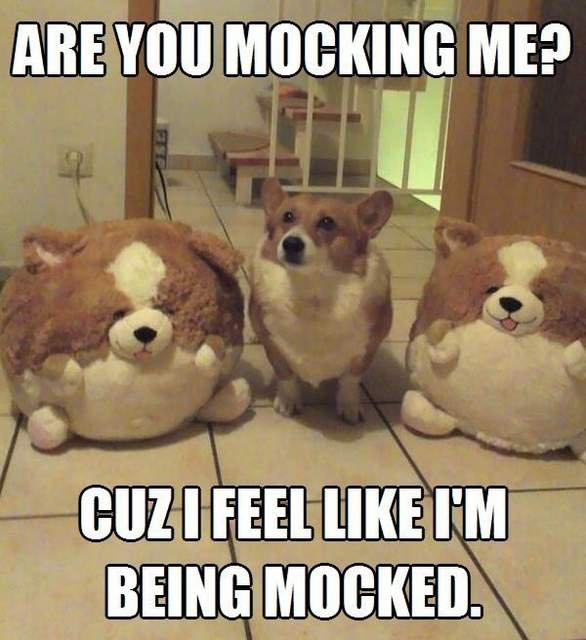 ARE YOU MOCKING ME?
CUZ I FEEL LIKE I'M
BEING MOCKED.